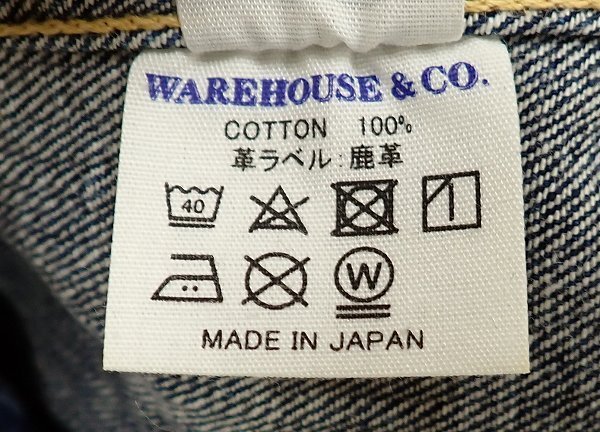 WAREHOUSE & CO.
COTTON 100%
革ラベル:鹿革
40
W
MADE IN JAPAN